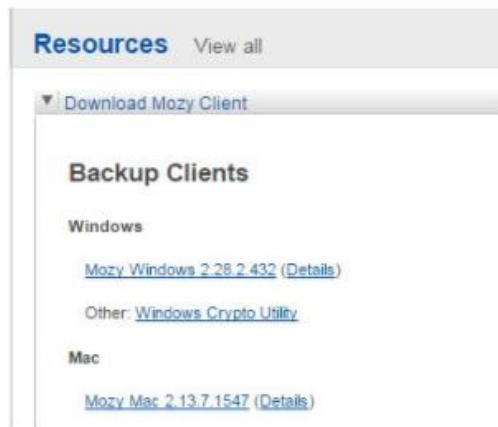 Resources View all
Download Mozy Client
Backup Clients
Windows
Mozy Windows 2.28.2.432 (Details)
Other: Windows Crypto Utility
Mac
Mozy Mac 2.13.7.1547 (Details)